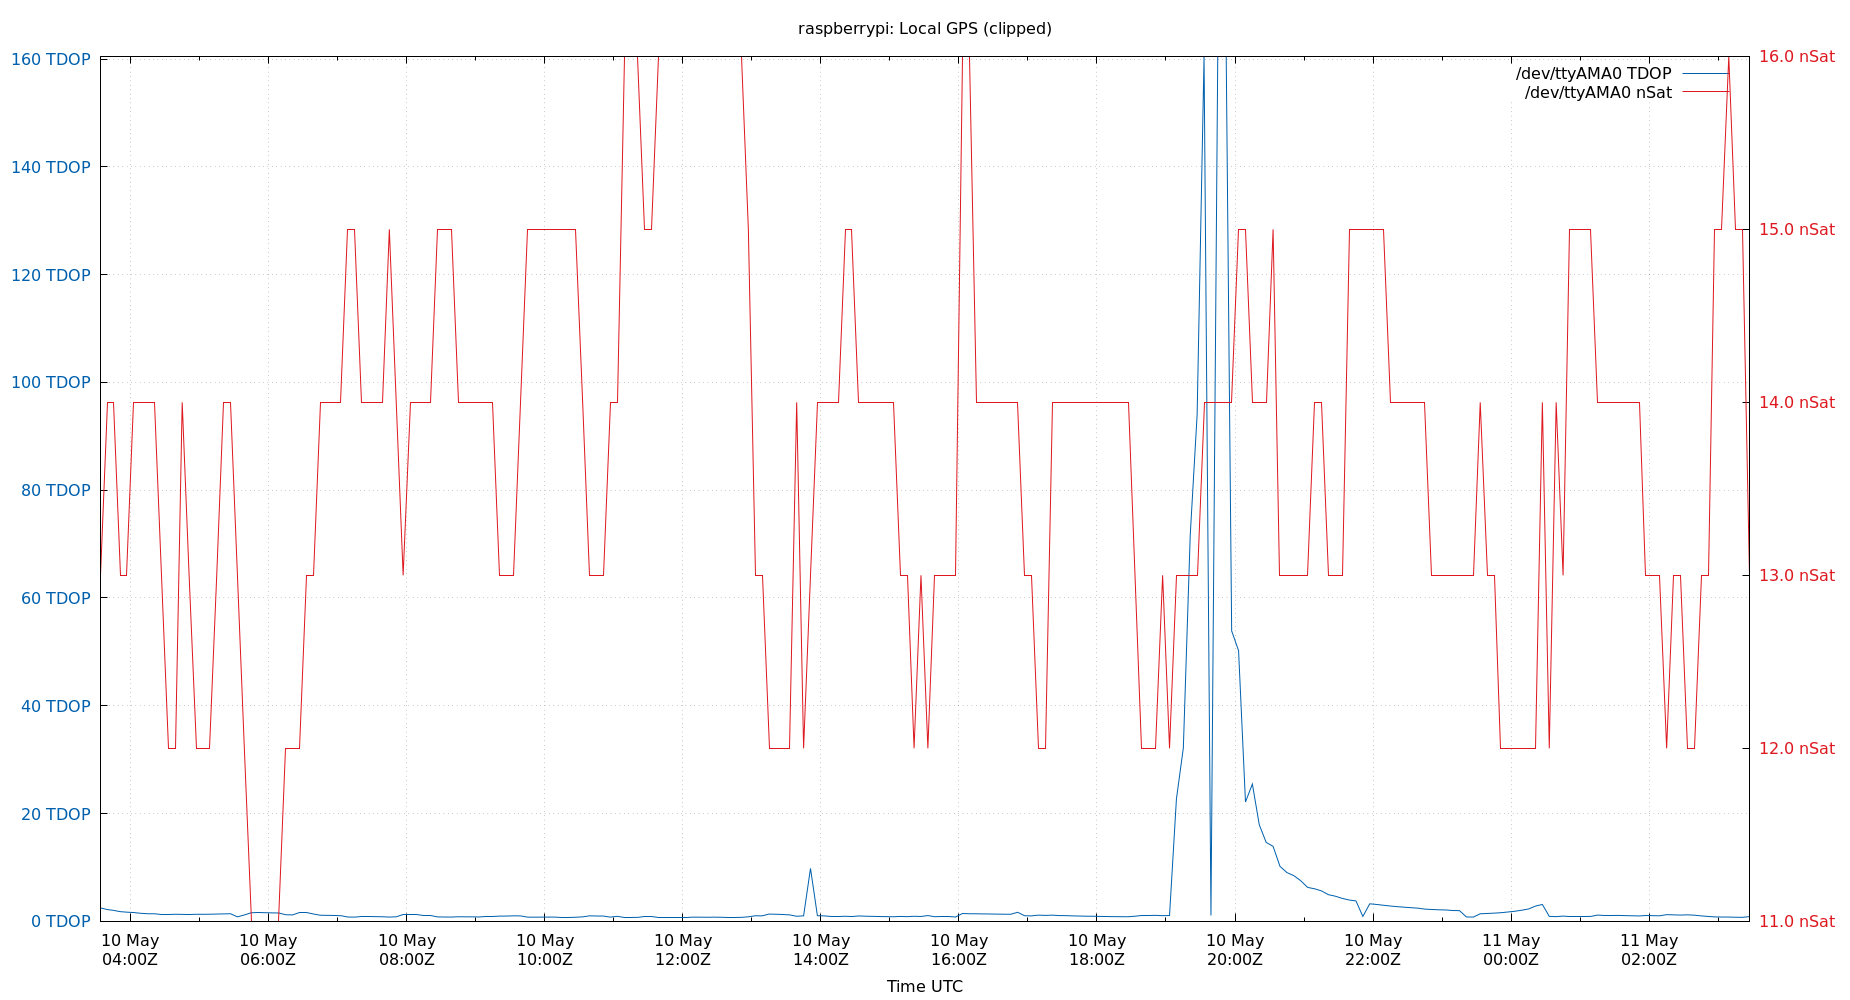 raspberrypi: Local GPS (clipped)
160 TDOP
140 TDOP
120 TDOP
100 TDOP
80 TDOP
60 TDOP
40 TDOP
20 TDOP
0 TDOP
16.0 nSat
15.0 nSat
14.0 nSat
13.0 nSat
12.0 nSat
11.0 nSat
/dev/ttyAMA0 TDOP
/dev/ttyAMA0 nSat
10 May 10 May 10 May 10 May 10 May 10 May 10 May 10 May 10 May 10 May 11 May 11 May
04:00Z 06:00Z 08:00Z 10:00Z 12:00Z 14:00Z 16:00Z 18:00Z 20:00Z 22:00Z 00:00Z 02:00Z
Time UTC